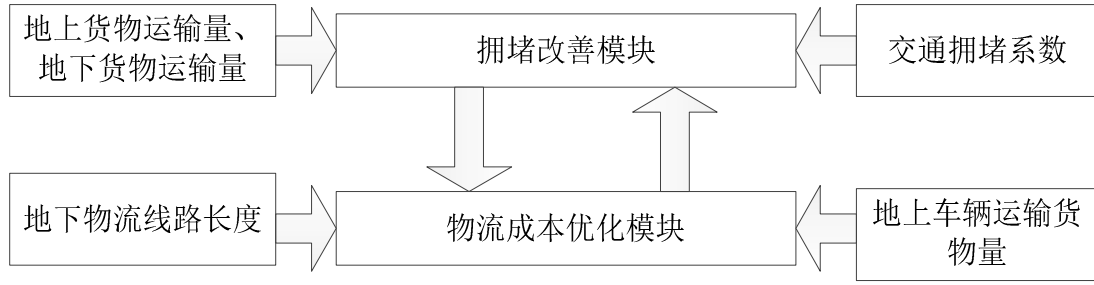 地上货物运输量、
地下货物运输量
拥堵改善模块
交通拥堵系数
地下物流线路长度
物流成本优化模块
地上车辆运输货
物量